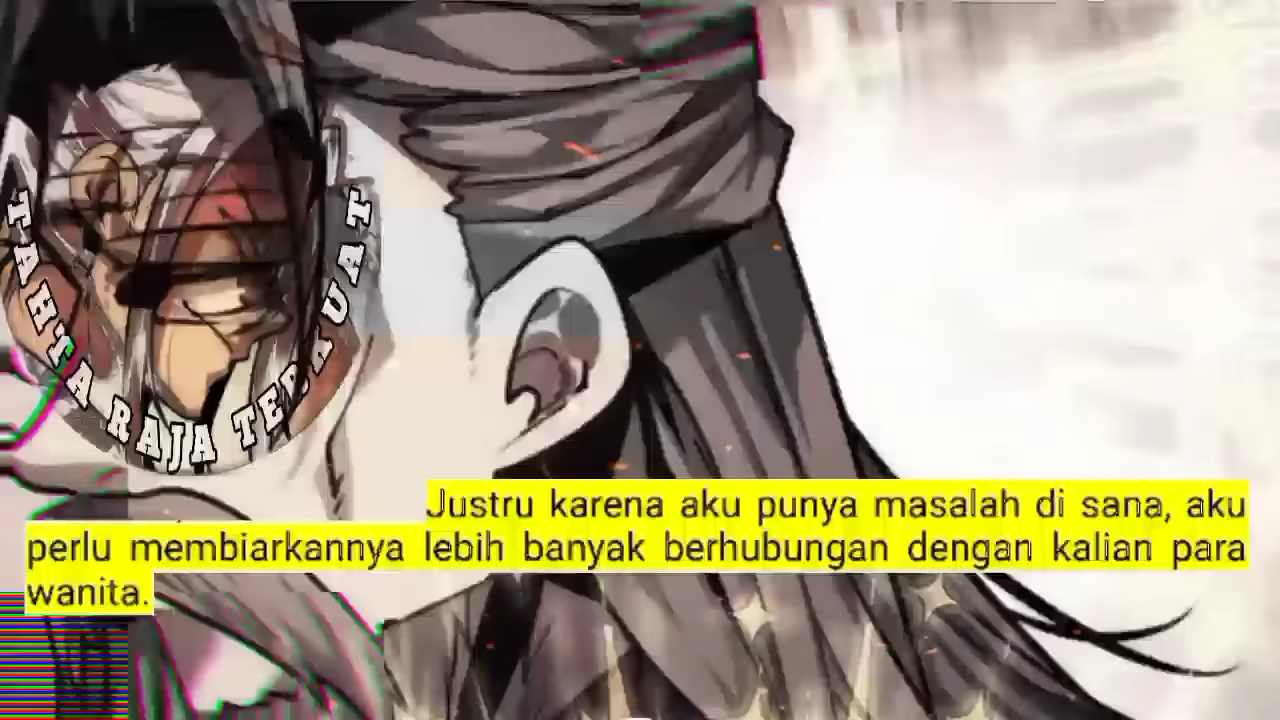 TAHTA RAJA TERKUAT
Justru karena aku punya masalah di sana, aku
perlu membiarkannya lebih banyak berhubungan dengan kalian para
wanita.